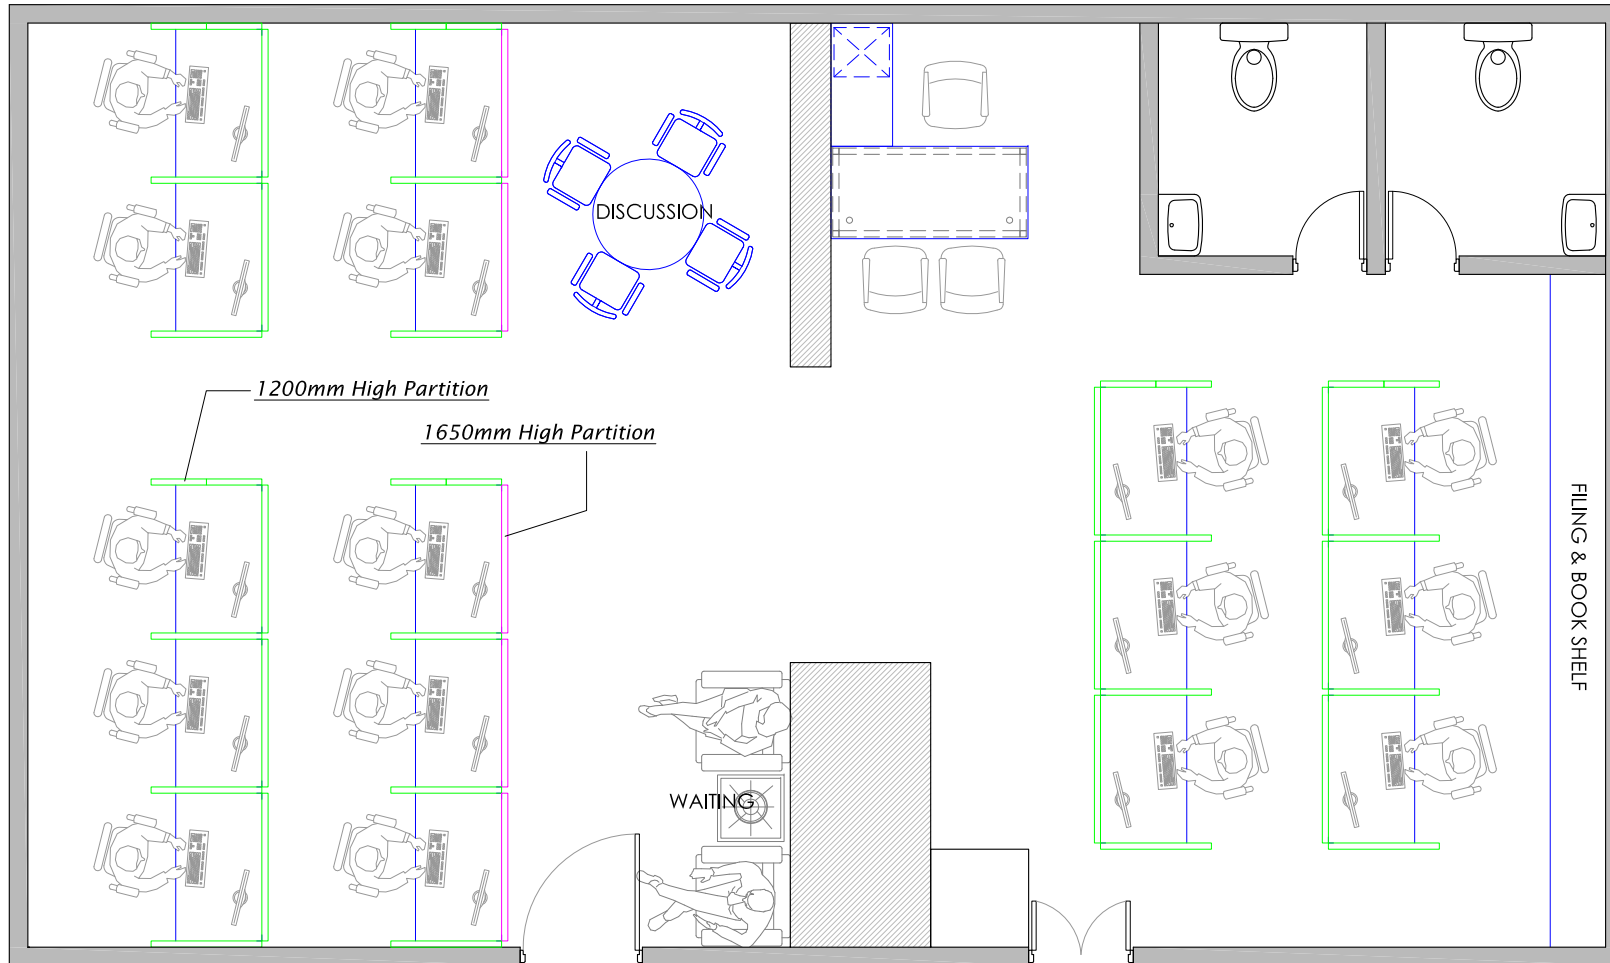 DISCUSSION
1200mm High Partition
1650mm High Partition
FILING & BOOK SHELF
WAITING